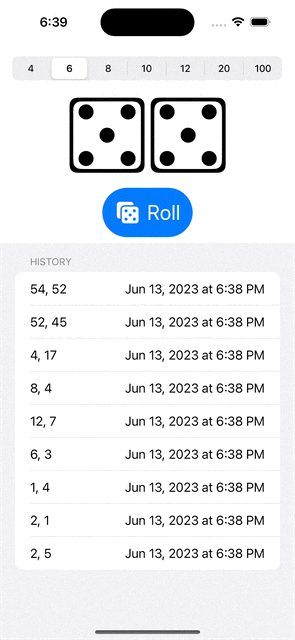 6:39
4 6 8 10 12 20 100
Roll
HISTORY
54, 52 Jun 13, 2023 at 6:38 PM
52, 45 Jun 13, 2023 at 6:38 PM
4, 17 Jun 13, 2023 at 6:38 PM
8, 4 Jun 13, 2023 at 6:38 PM
12, 7 Jun 13, 2023 at 6:38 PM
6, 3 Jun 13, 2023 at 6:38 PM
1, 4 Jun 13, 2023 at 6:38 PM
2, 1 Jun 13, 2023 at 6:38 PM
2, 5 Jun 13, 2023 at 6:38 PM